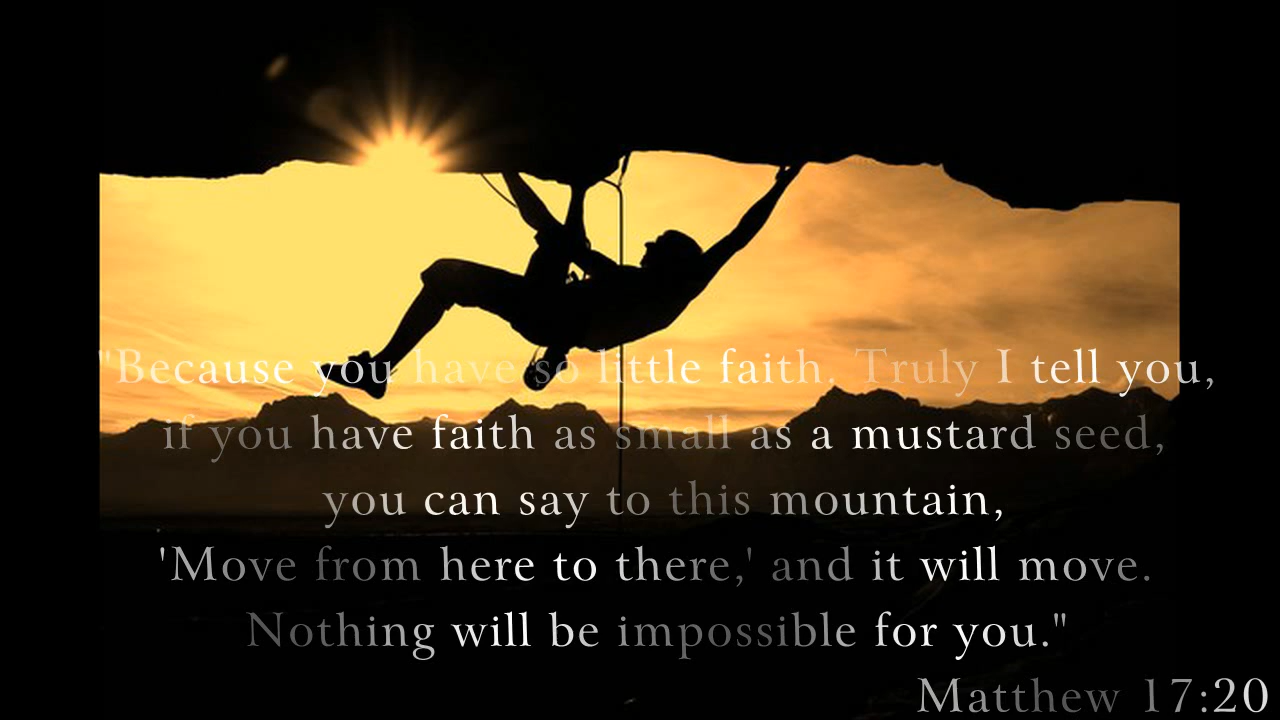 "Because you have so little faith. Truly I tell you,
if you have faith as small as a mustard seed,
you can say to this mountain,
'Move from here to there,' and it will move.
Nothing will be impossible for you."
Matthew 17:20